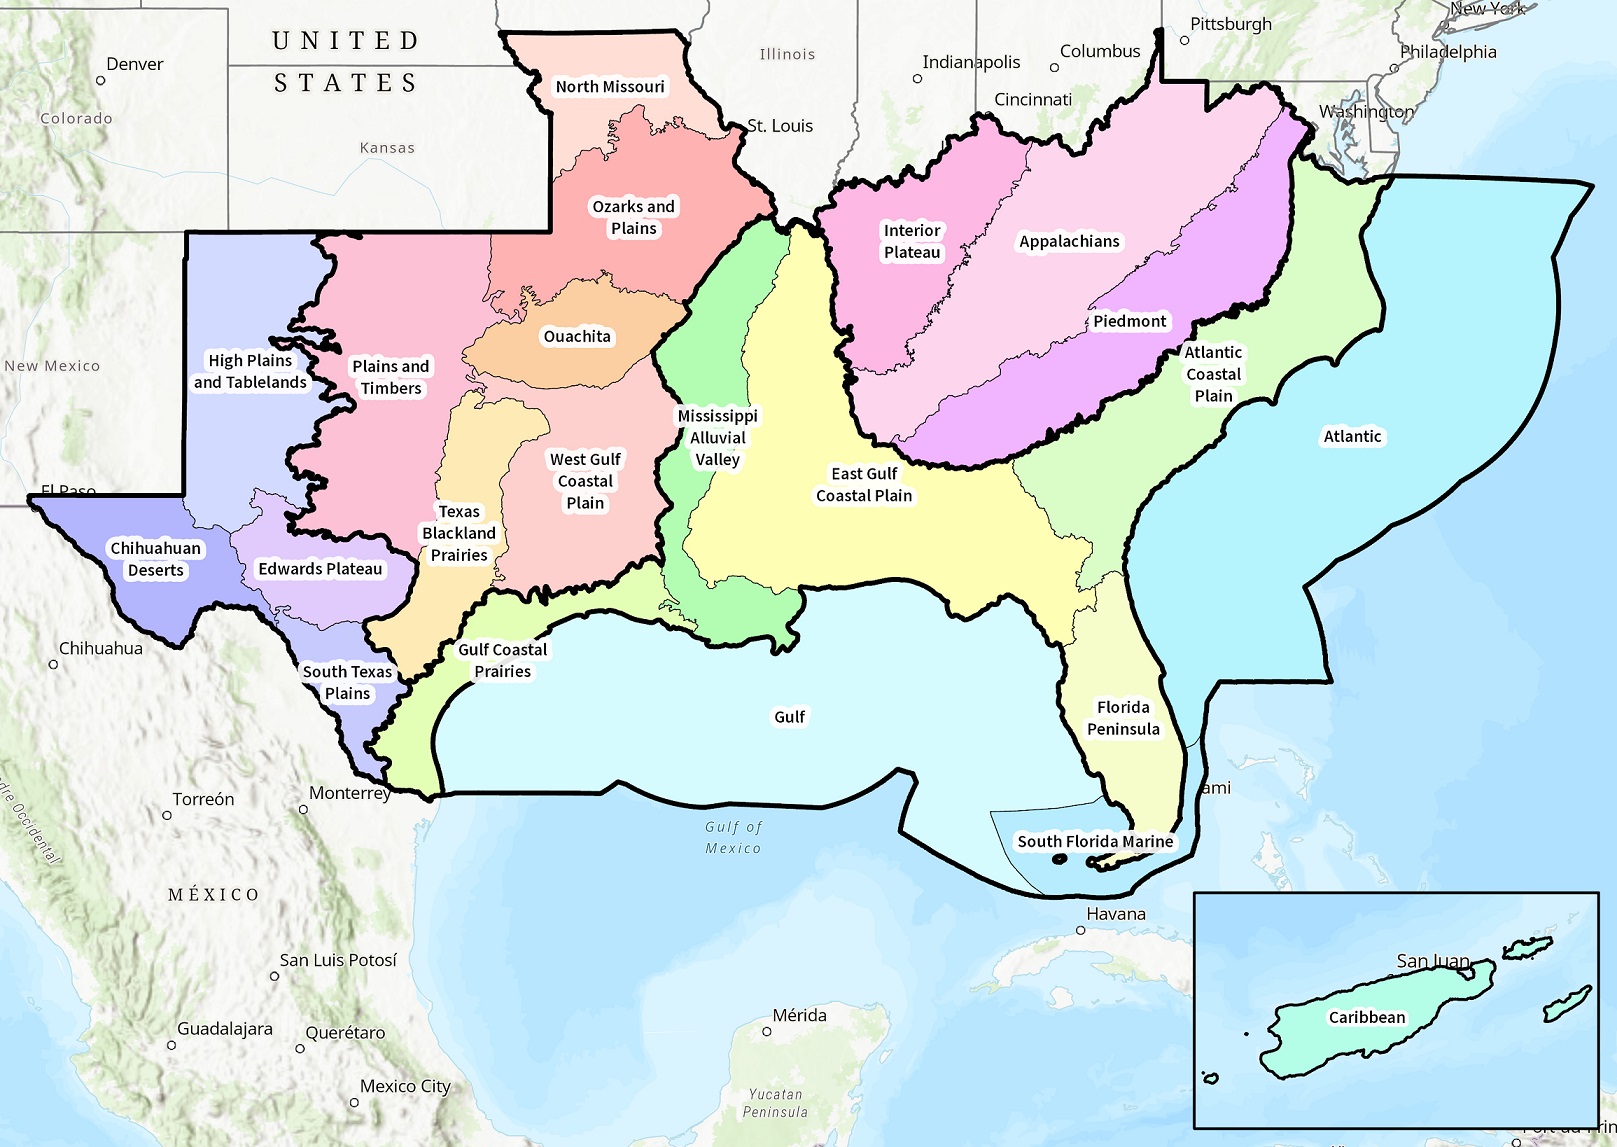 New York
Pittsburgh
UNITED
STATES
Denver
Illinois
Columbus
Indianapolis
Philadelphia
North Missouri
Cincinnati
Washington
Colorado
St. Louis
Kansas
Ozarks and
Plains
Interior
Plateau
Appalachians
Piedmont
Ouachita
New Mexico
High Plains
and Tablelands
Plains and
Timbers
Atlantic
Coastal
Plain
Mississippi
Alluvial
Valley
Atlantic
West Gulf
Coastal
Plain
East Gulf
Coastal Plain
El Paso
Texas
Blackland
Prairies
Chihuahuan
Deserts
Edwards Plateau
Chihuahua
Gulf Coastal
Prairies
South Texas
Plains
Gulf
Florida
Peninsula
ami
Torreón
Monterrey
Gulf of
Mexico
South Florida Marine
MÉXICO
Havana
San Luis Potosí
San Juan
Caribbean
Mérida
Guadalajara
Querétaro
Mexico City
Yucatan
Peninsula